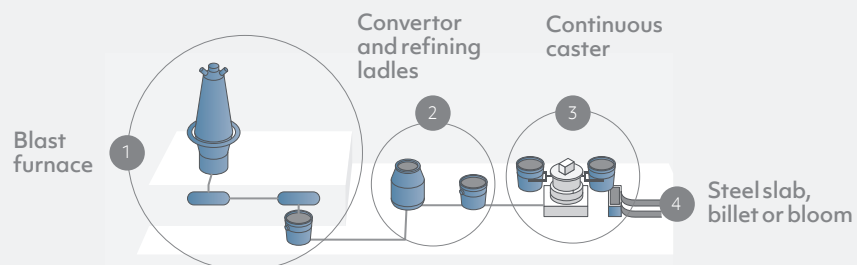 Convertor
and refining
ladles
Continuous
caster
2
3
Blast
furnace
1
4
Steel slab,
billet or bloom